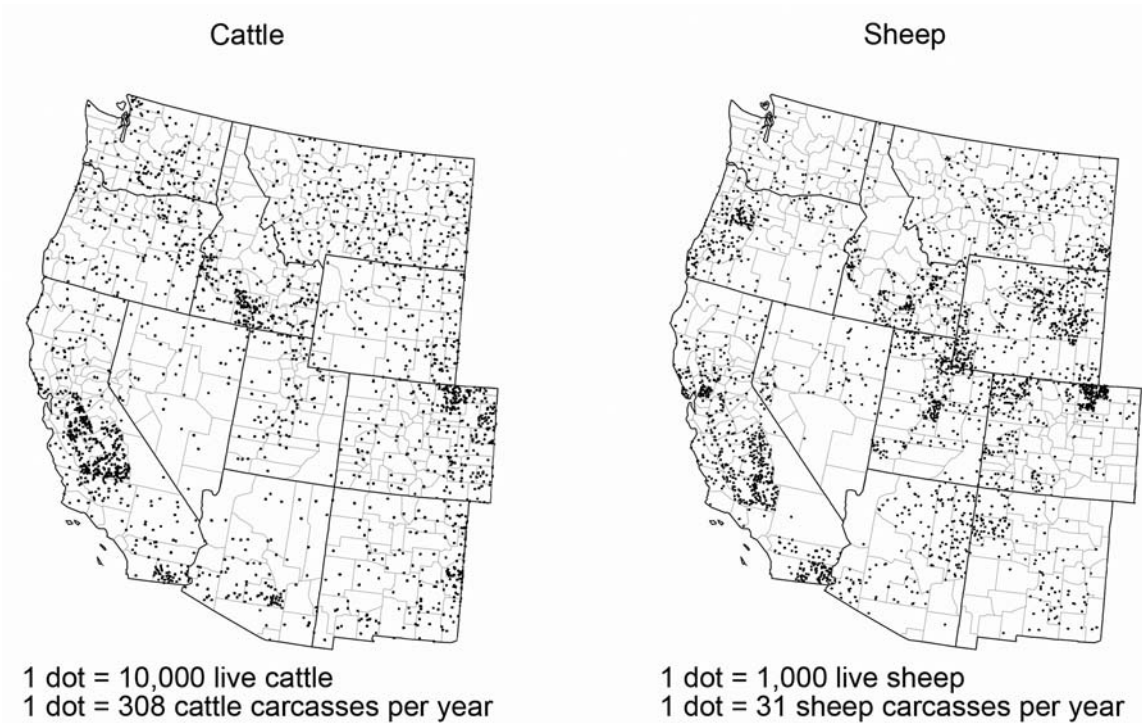 Cattle
Sheep
1 dot = 10,000 live cattle
1 dot = 308 cattle carcasses per year
1 dot = 1,000 live sheep
1 dot = 31 sheep carcasses per year